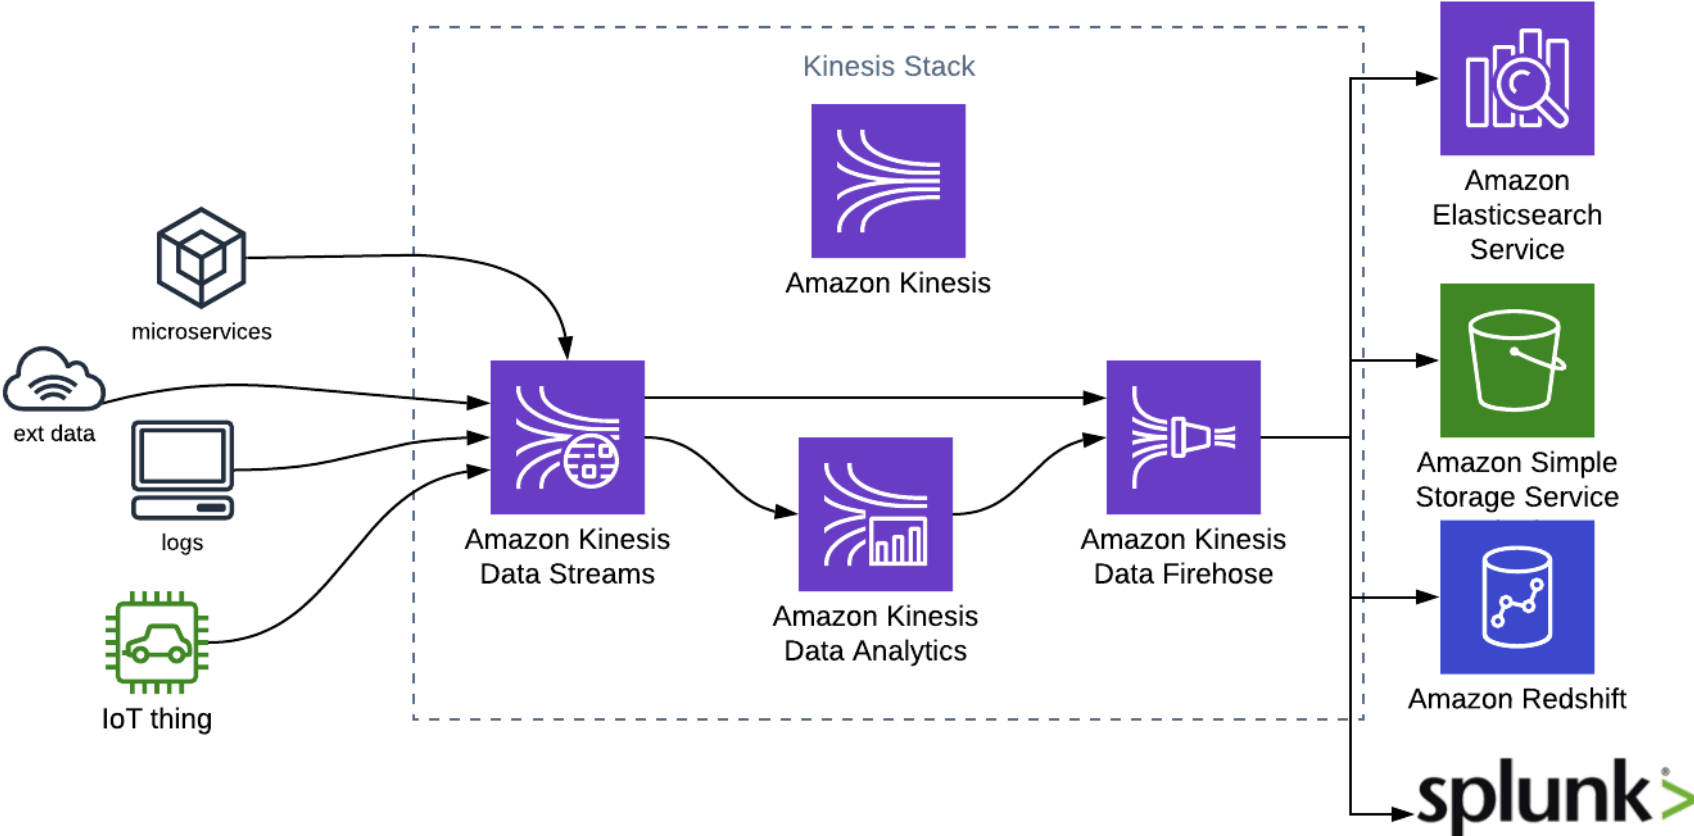 Kinesis Stack
Amazon Kinesis
microservices
ext data
logs
IoT thing
Amazon Kinesis
Data Streams
Amazon Kinesis
Data Analytics
Amazon Kinesis
Data Firehose
Amazon
Elasticsearch
Service
Amazon Simple
Storage Service
Amazon Redshift
splunk>®